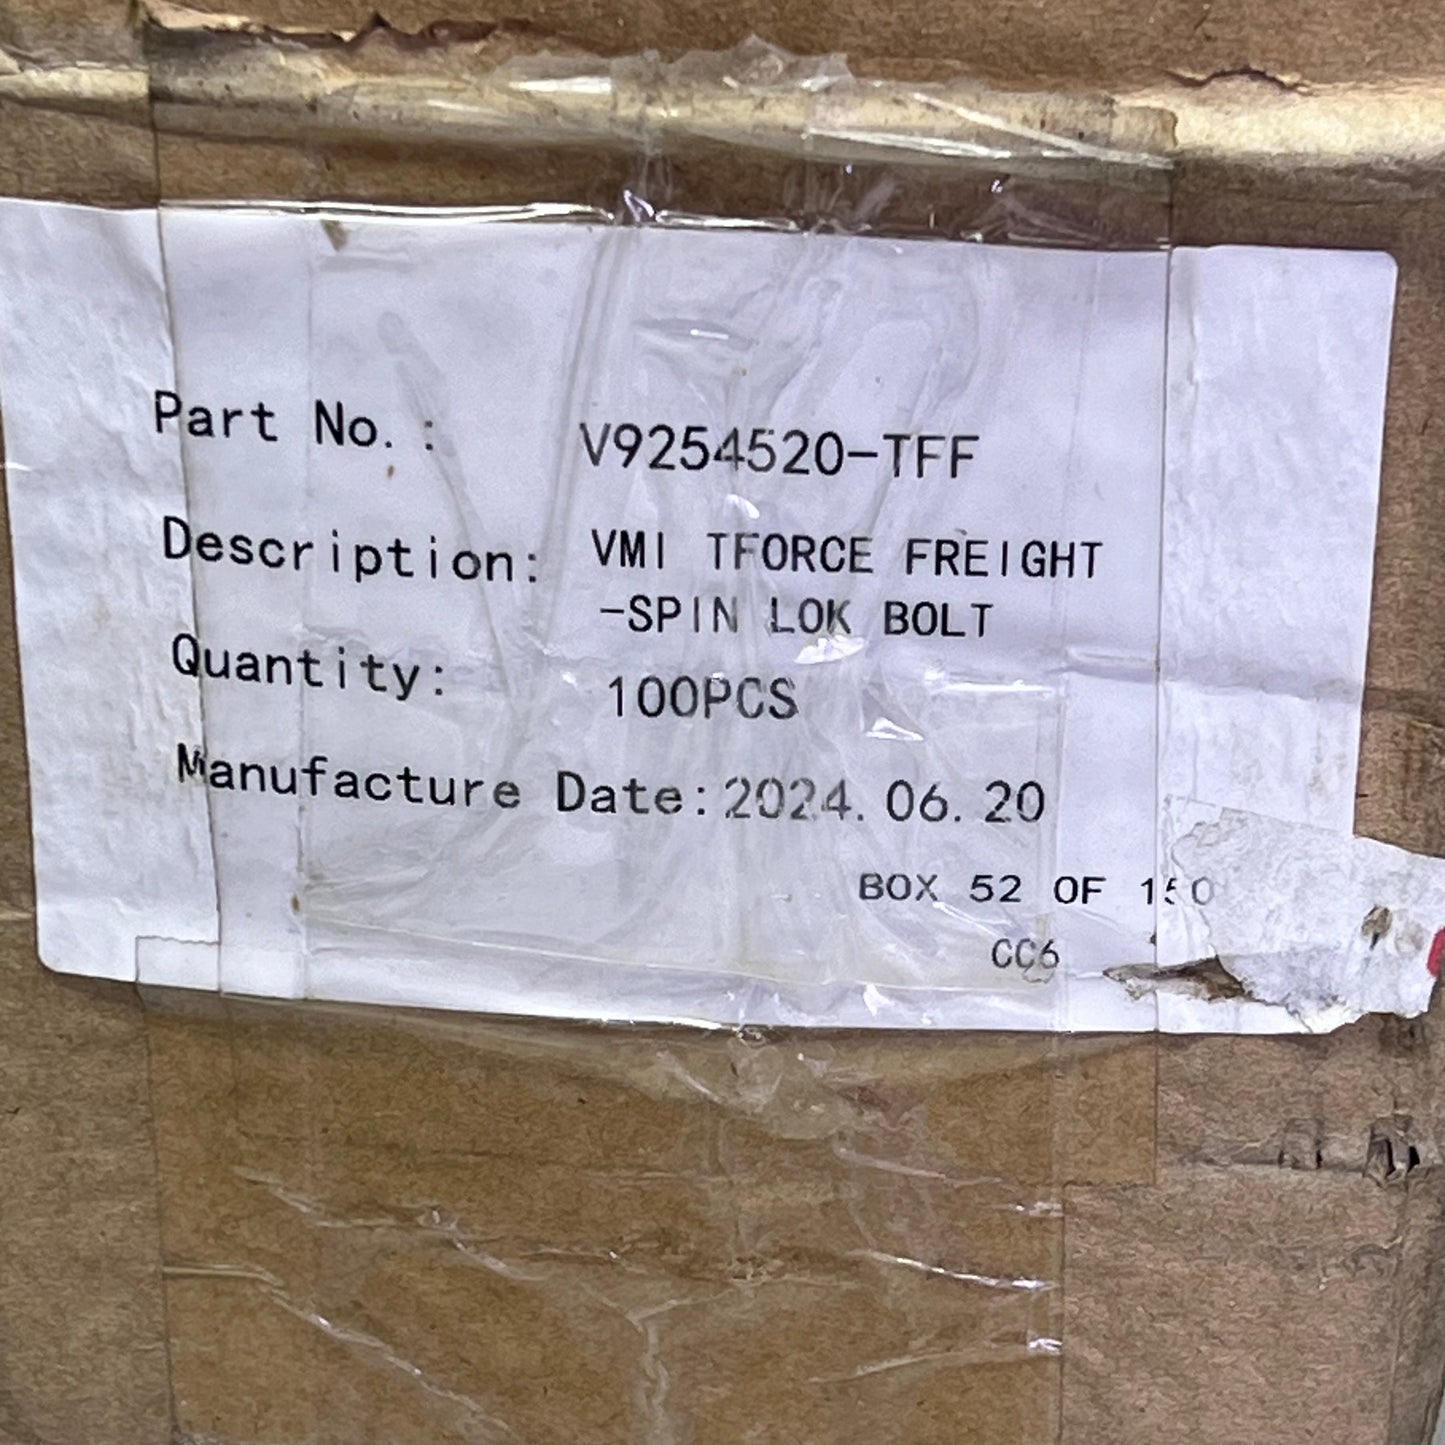 Part No.: V9254520-TFF
Description: VMI TFORCE FREIGHT
-SPIN LOK BOLT
Quantity: 100PCS
Manufacture Date: 2024.06.20
BOX 52 OF 150
CC6